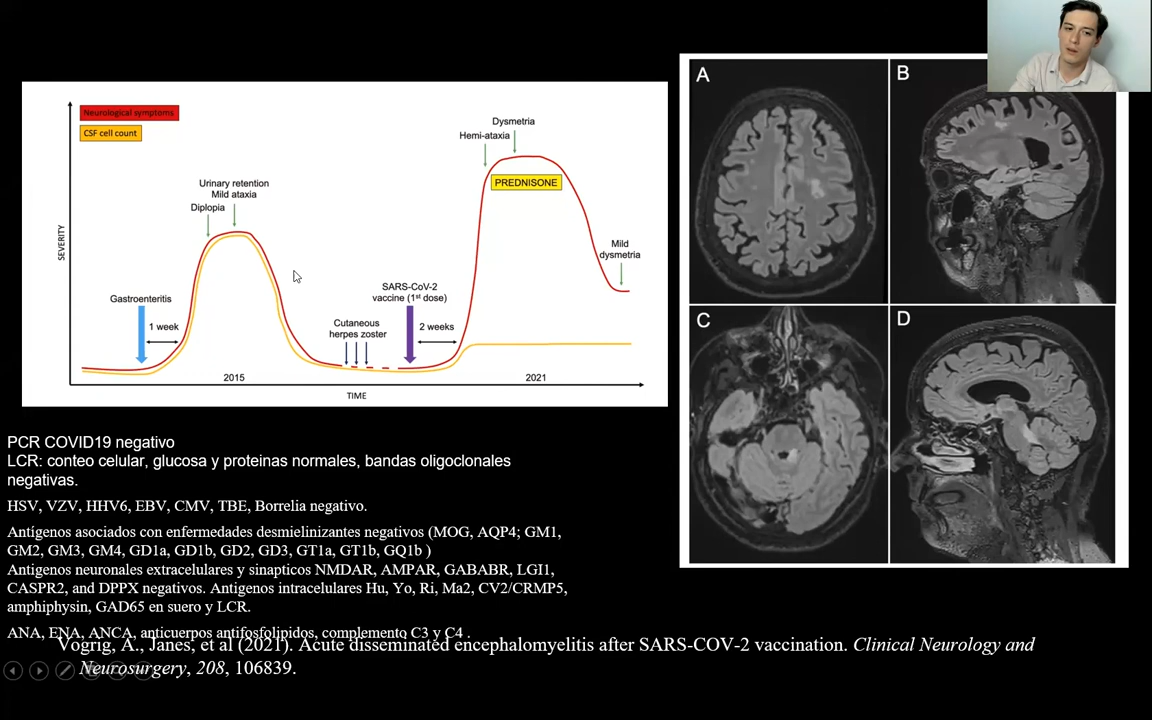 Neurological symptoms
CSF cell count
SEVERITY
Gastroenteritis
1 week
Diplopia
Urinary retention
Mild ataxia
2015
Cutaneous
herpes zoster
SARS-CoV-2
vaccine (1st dose)
2 weeks
Hemi-ataxia
Dysmetria
PREDNISONE
Mild
dysmetria
2021
TIME
A
B
C
D
PCR COVID19 negativo
LCR: conteo celular, glucosa y proteinas normales, bandas oligoclonales
negativas.
HSV, VZV, HHV6, EBV, CMV, TBE, Borrelia negativo.
Antígenos asociados con enfermedades desmielinizantes negativos (MOG, AQP4; GM1,
GM2, GM3, GM4, GD1a, GD1b, GD2, GD3, GT1a, GT1b, GQ1b )
Antigenos neuronales extracelulares y sinapticos NMDAR, AMPAR, GABABR, LGI1,
CASPR2, and DPPX negativos. Antigenos intracelulares Hu, Yo, Ri, Ma2, CV2/CRMP5,
amphiphysin, GAD65 en suero y LCR.
ANA, ENA, ANCA, anticuerpos antifosfolipidos, complemento C3 y C4 .
Vogrig, A., Janes, et al (2021). Acute disseminated encephalomyelitis after SARS-COV-2 vaccination. Clinical Neurology and
Neurosurgery, 208, 106839.